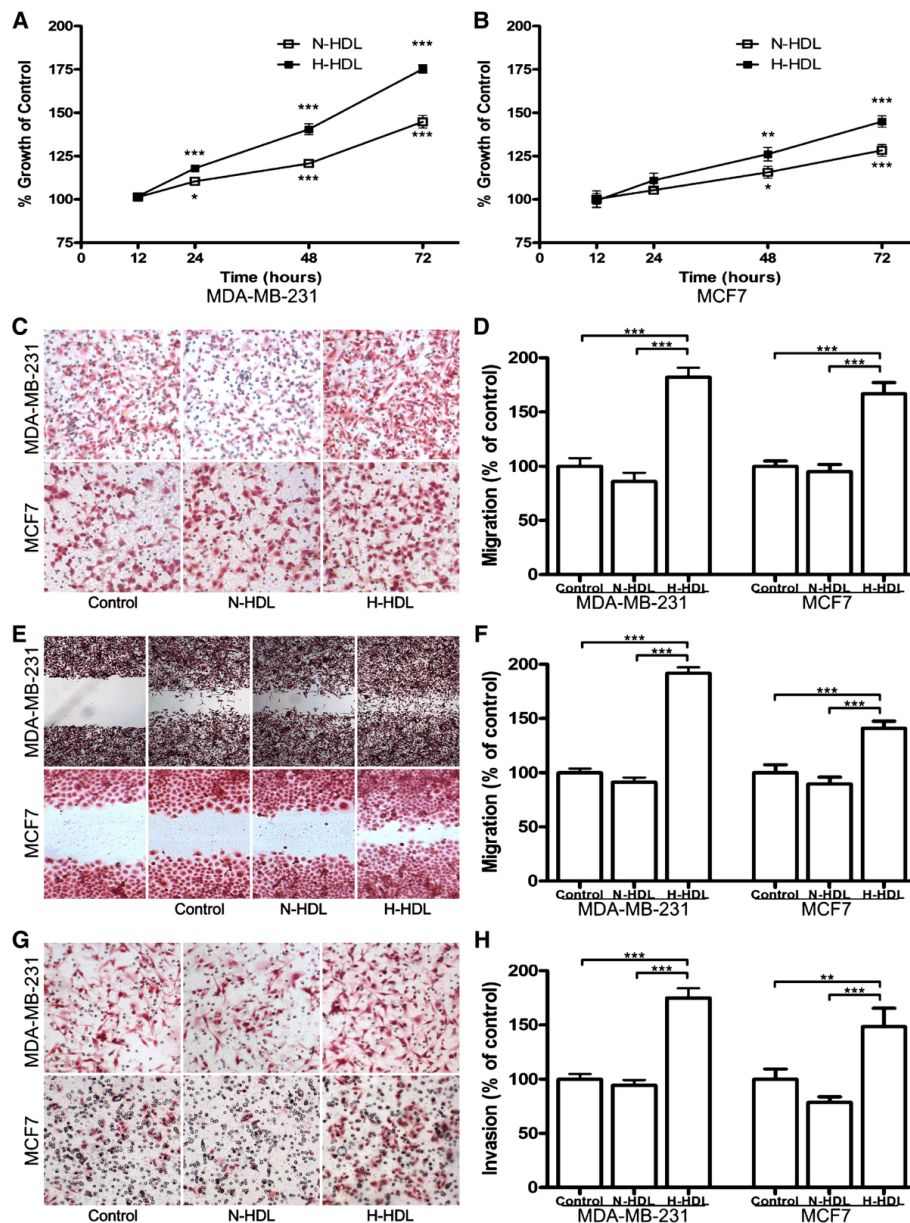 A
200
175
150
125
100
75
% Growth of Control
N-HDL
H-HDL
***
***
***
*
***
***
0 12 24 48 72
Time (hours)
MDA-MB-231
B
200
175
150
125
100
75
% Growth of Control
N-HDL
H-HDL
**
***
*
***
0 12 24 48 72
Time (hours)
MCF7
C
MDA-MB-231
MCF7
Control N-HDL H-HDL
D
Migration (% of control)
200
150
100
50
0
***
***
***
***
Control N-HDL H-HDL Control N-HDL H-HDL
MDA-MB-231 MCF7
E
MDA-MB-231
MCF7
Control N-HDL H-HDL
F
Migration (% of control)
200
150
100
50
0
***
***
***
***
Control N-HDL H-HDL Control N-HDL H-HDL
MDA-MB-231 MCF7
G
MDA-MB-231
MCF7
Control N-HDL H-HDL
H
Invasion (% of control)
200
150
100
50
0
***
***
**
***
Control N-HDL H-HDL Control N-HDL H-HDL
MDA-MB-231 MCF7